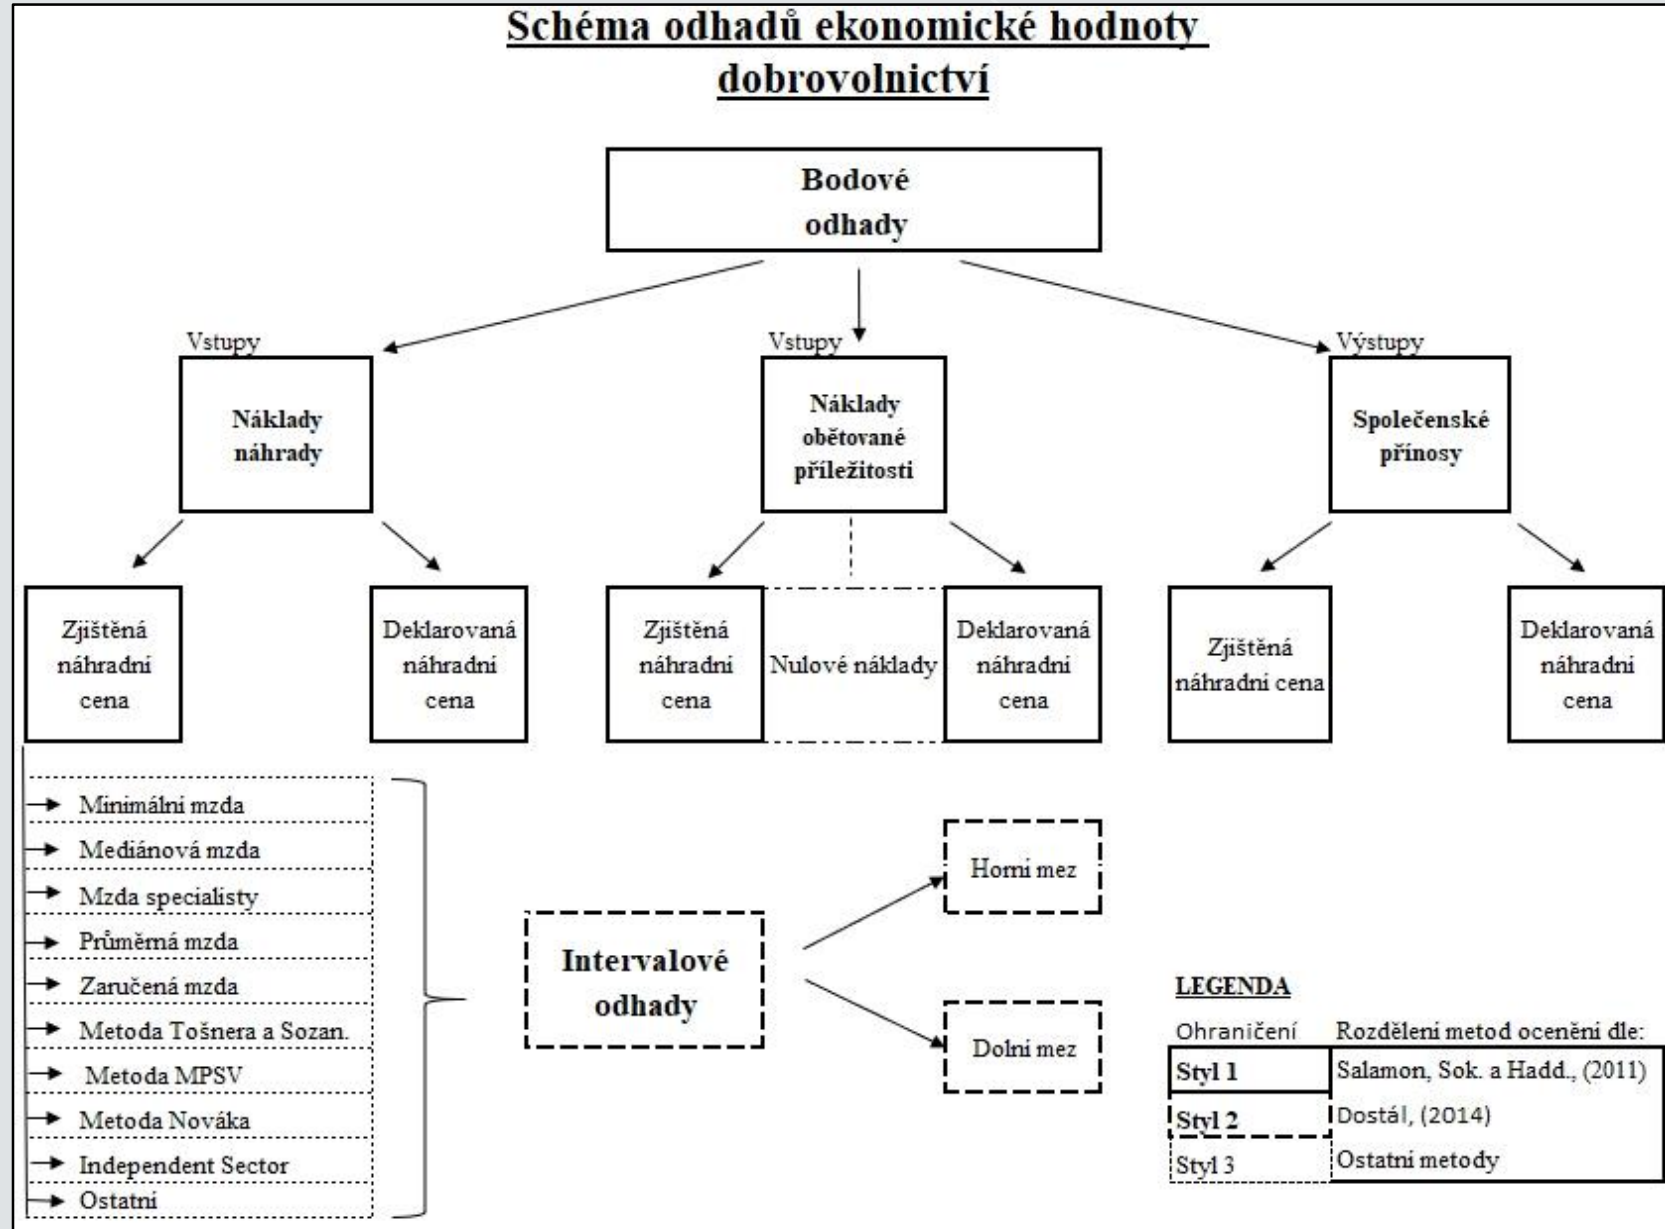 Schéma odhadů ekonomické hodnoty
dobrovolnictví
Bodové
odhady
Vstupy
Náklady
náhrady
Vstupy
Náklady
obětované
příležitosti
Výstupy
Společenské
přínosy
Zjištěná
náhradní
cena
Deklarovaná
náhradní
cena
Zjištěná
náhradní
cena
Nulové náklady
Deklarovaná
náhradní
cena
Zjištěná
náhradní cena
Deklarovaná
náhradní
cena
Minimální mzda
Mediánová mzda
Mzda specialisty
Průměrná mzda
Zaručená mzda
Metoda Tošnera a Sozan.
Metoda MPSV
Metoda Nováka
Independent Sector
Ostatní
Intervalové
odhady
Horní mez
Dolní mez
LEGENDA
Ohraničení Rozdělení metod ocenění dle:
Styl 1 Salamon, Sok. a Hadd., (2011)
Styl 2 Dostál, (2014)
Styl 3 Ostatní metody